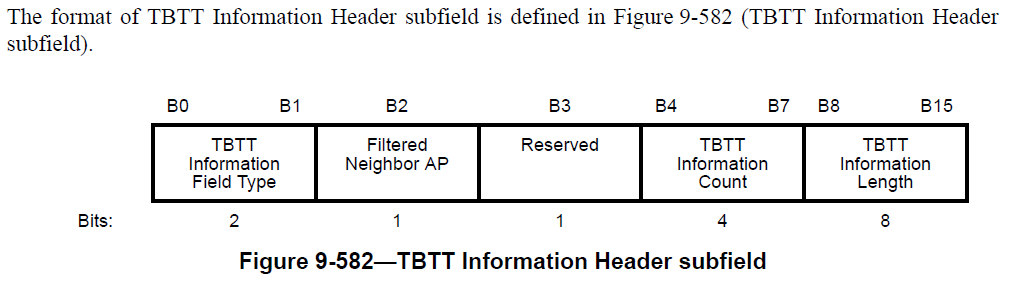 The format of TBTT Information Header subfield is defined in Figure 9-582 (TBTT Information Header
subfield).
B0 B1 B2 B3 B4 B7 B8 B15
TBTT Filtered Reserved TBTT TBTT
Information Neighbor AP Information Information
Field Type Count Length
Bits: 2 1 1 4 8
Figure 9-582—TBTT Information Header subfield